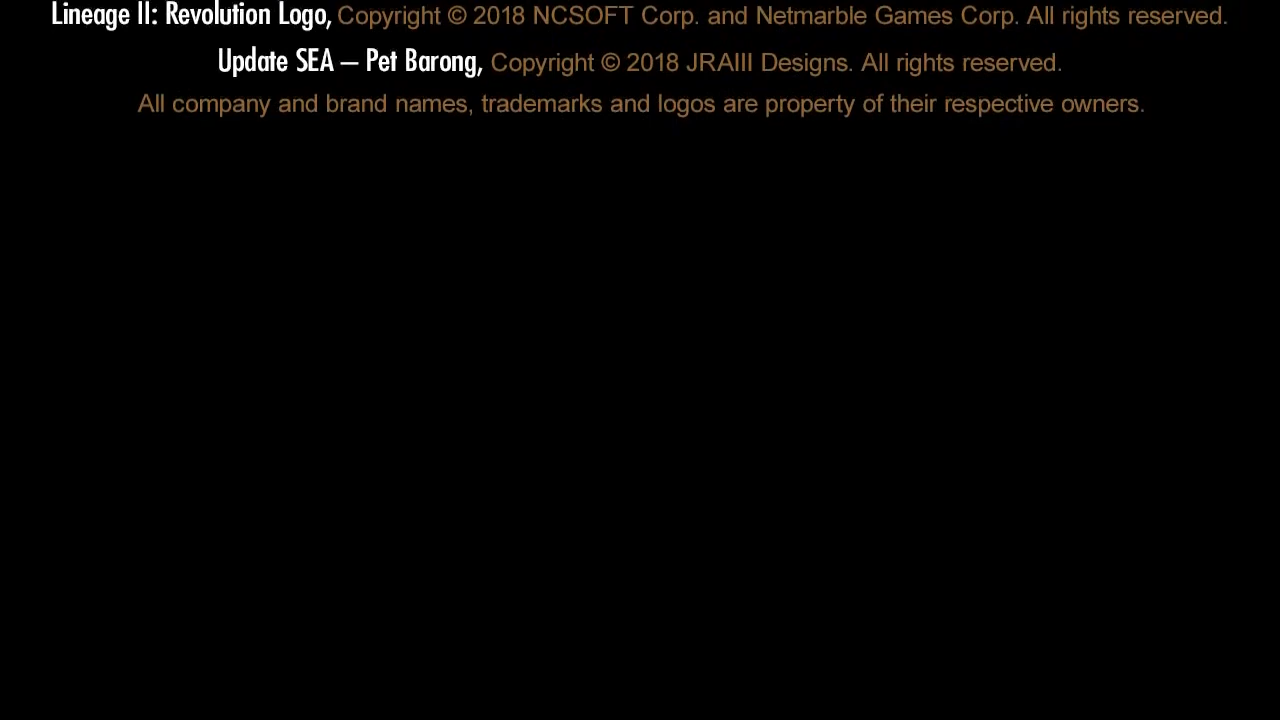 Lineage II: Revolution Logo, Copyright © 2018 NCSOFT Corp. and Netmarble Games Corp. All rights reserved.
Update SEA – Pet Barong, Copyright © 2018 JRAIII Designs. All rights reserved.
All company and brand names, trademarks and logos are property of their respective owners.